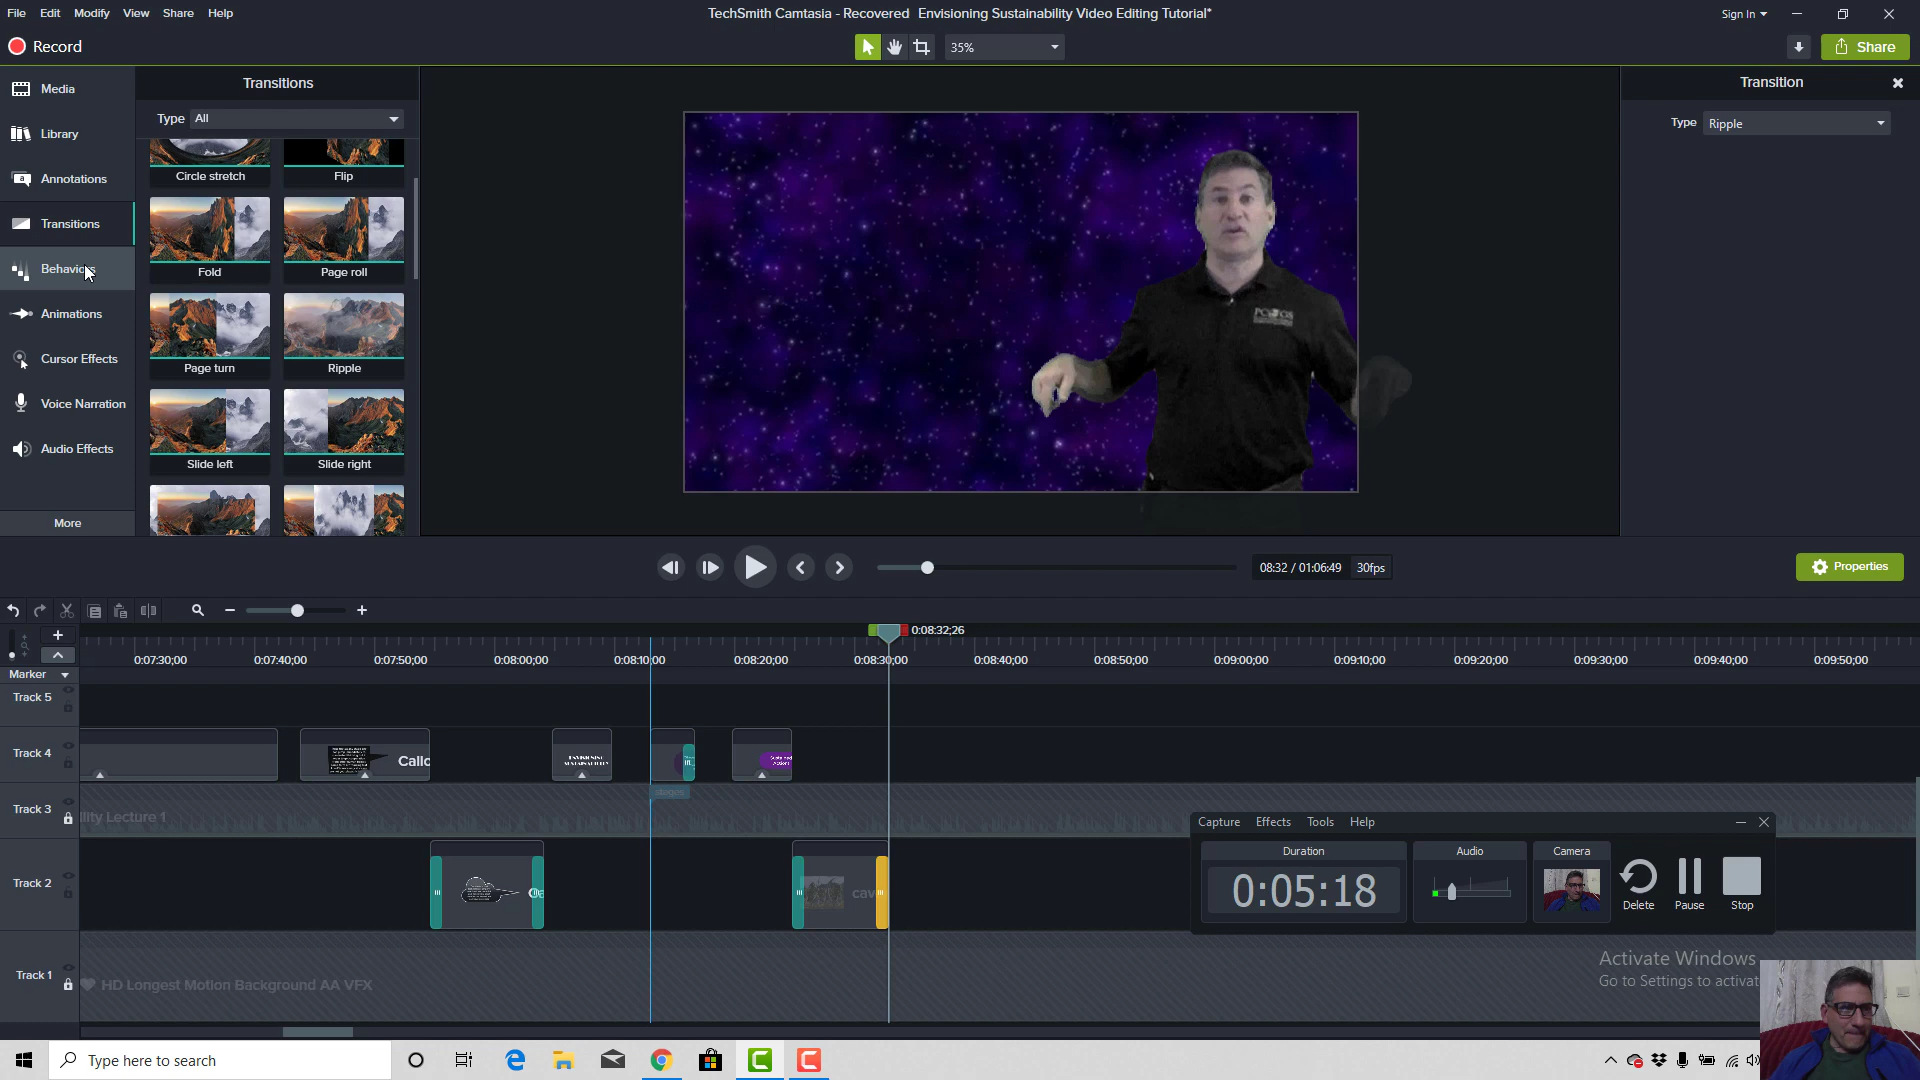 File Edit Modify View Share Help
TechSmith Camtasia - Recovered Envisioning Sustainability Video Editing Tutorial*
Sign In
Record
35%
Share
Media
Library
Annotations
Transitions
Behaviors
Animations
Cursor Effects
Voice Narration
Audio Effects
More
Transitions
Type All
Circle stretch
Flip
Fold
Page roll
Page turn
Ripple
Slide left
Slide right
Transition
Type Ripple
08:32 / 01:06:49 30fps
Properties
0:08:32;26
0:07:30;00 0:07:40;00 0:07:50;00 0:08:00;00 0:08:10;00 0:08:20;00 0:08:30;00 0:08:40;00 0:08:50;00 0:09:00;00 0:09:10;00 0:09:20;00 0:09:30;00 0:09:40;00 0:09:50;00
Marker
Track 5
Track 4
Callo
ENVISIONING
SUSTAINABILITY
Track 3
ility Lecture 1
stages
Track 2
Ca
cav
Track 1
HD Longest Motion Background AA VFX
Capture Effects Tools Help
Duration
0:05:18
Audio
Camera
Delete
Pause
Stop
Activate Windows
Go to Settings to activat
Type here to search